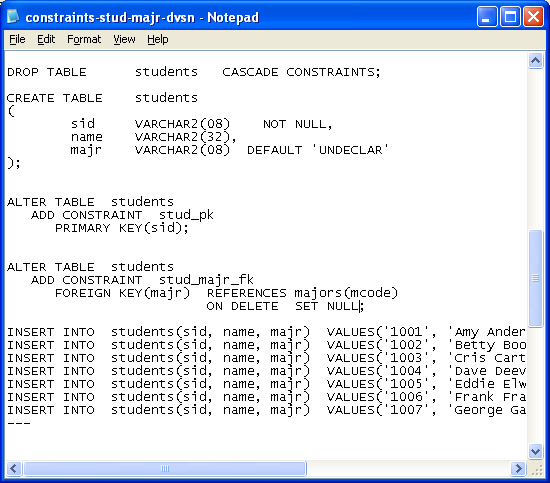 constraints-stud-majr-dvsn - Notepad
File Edit Format View Help
DROP TABLE students CASCADE CONSTRAINTS;
CREATE TABLE students
(
sid VARCHAR2(08) NOT NULL,
name VARCHAR2(32),
majr VARCHAR2(08) DEFAULT 'UNDECLAR'
);
ALTER TABLE students
ADD CONSTRAINT stud_pk
PRIMARY KEY(sid);
ALTER TABLE students
ADD CONSTRAINT stud_majr_fk
FOREIGN KEY(majr) REFERENCES majors(mcode)
ON DELETE SET NULL;
INSERT INTO students(sid, name, majr) VALUES('1001', 'Amy Ander
INSERT INTO students(sid, name, majr) VALUES('1002', 'Betty Boo
INSERT INTO students(sid, name, majr) VALUES('1003', 'Cris Cart
INSERT INTO students(sid, name, majr) VALUES('1004', 'Dave Deev
INSERT INTO students(sid, name, majr) VALUES('1005', 'Eddie Elw
INSERT INTO students(sid, name, majr) VALUES('1006', 'Frank Fra
INSERT INTO students(sid, name, majr) VALUES('1007', 'George Ga
---